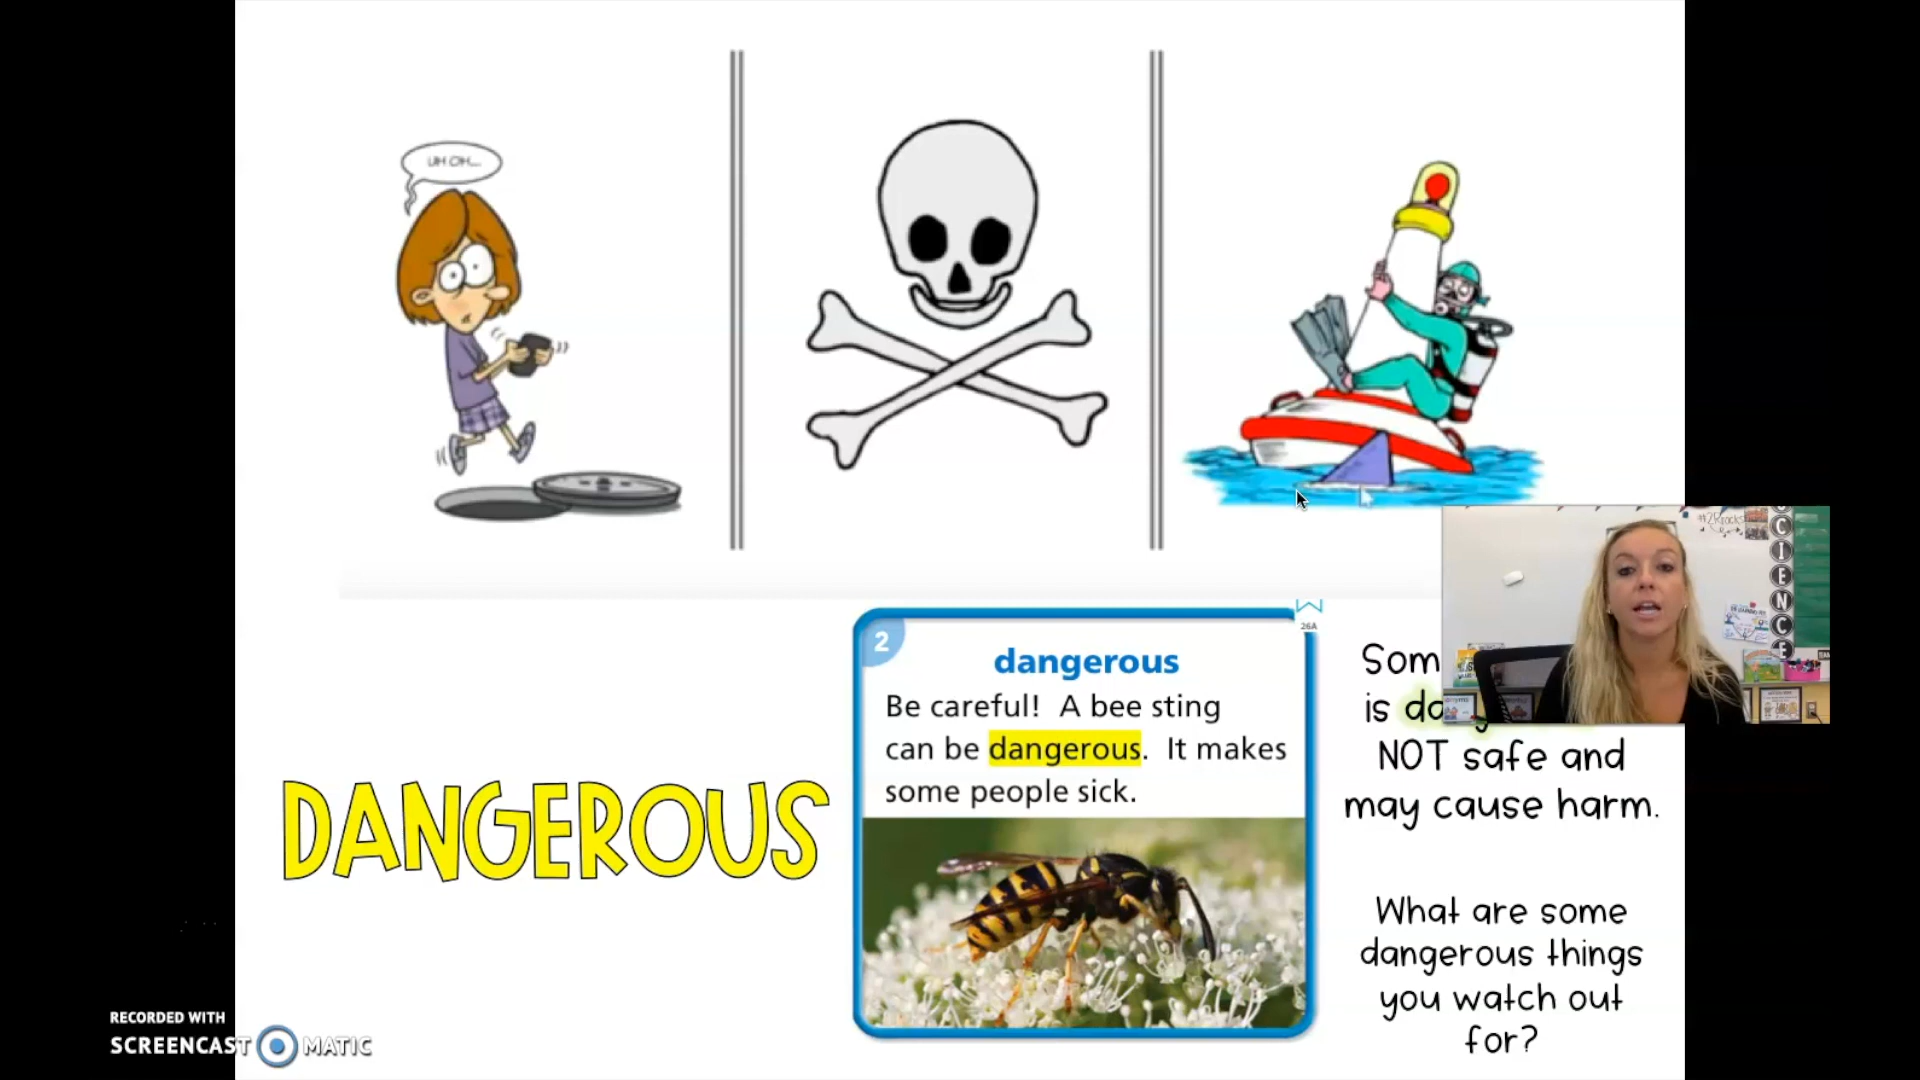 UH OH...
#2Rocks
SCIENCE
26A
2
dangerous
Be careful! A bee sting
can be dangerous. It makes
some people sick.
DANGEROUS
Som
is da
NOT safe and
may cause harm.
What are some
dangerous things
you watch out
for?
RECORDED WITH
SCREENCAST MATIC